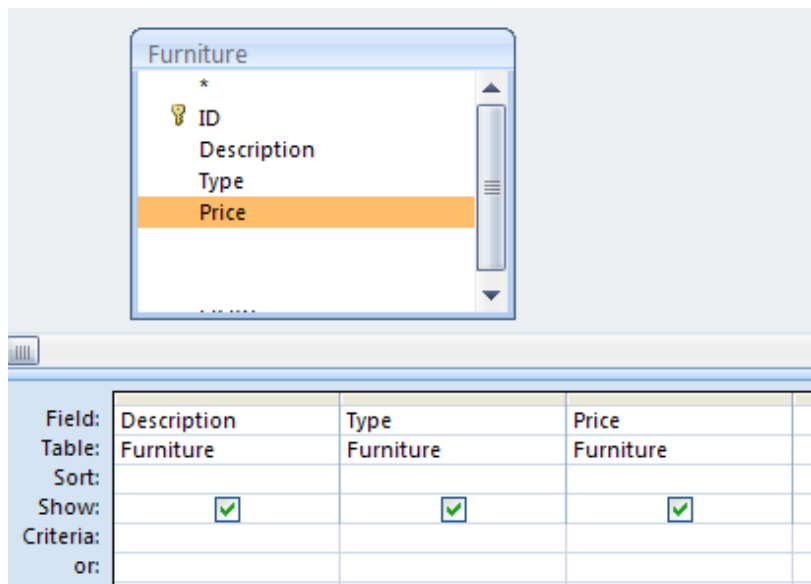 Furniture
*
ID
Description
Type
Price
Field: Description Type Price
Table: Furniture Furniture Furniture
Sort:
Show:
Criteria:
or: